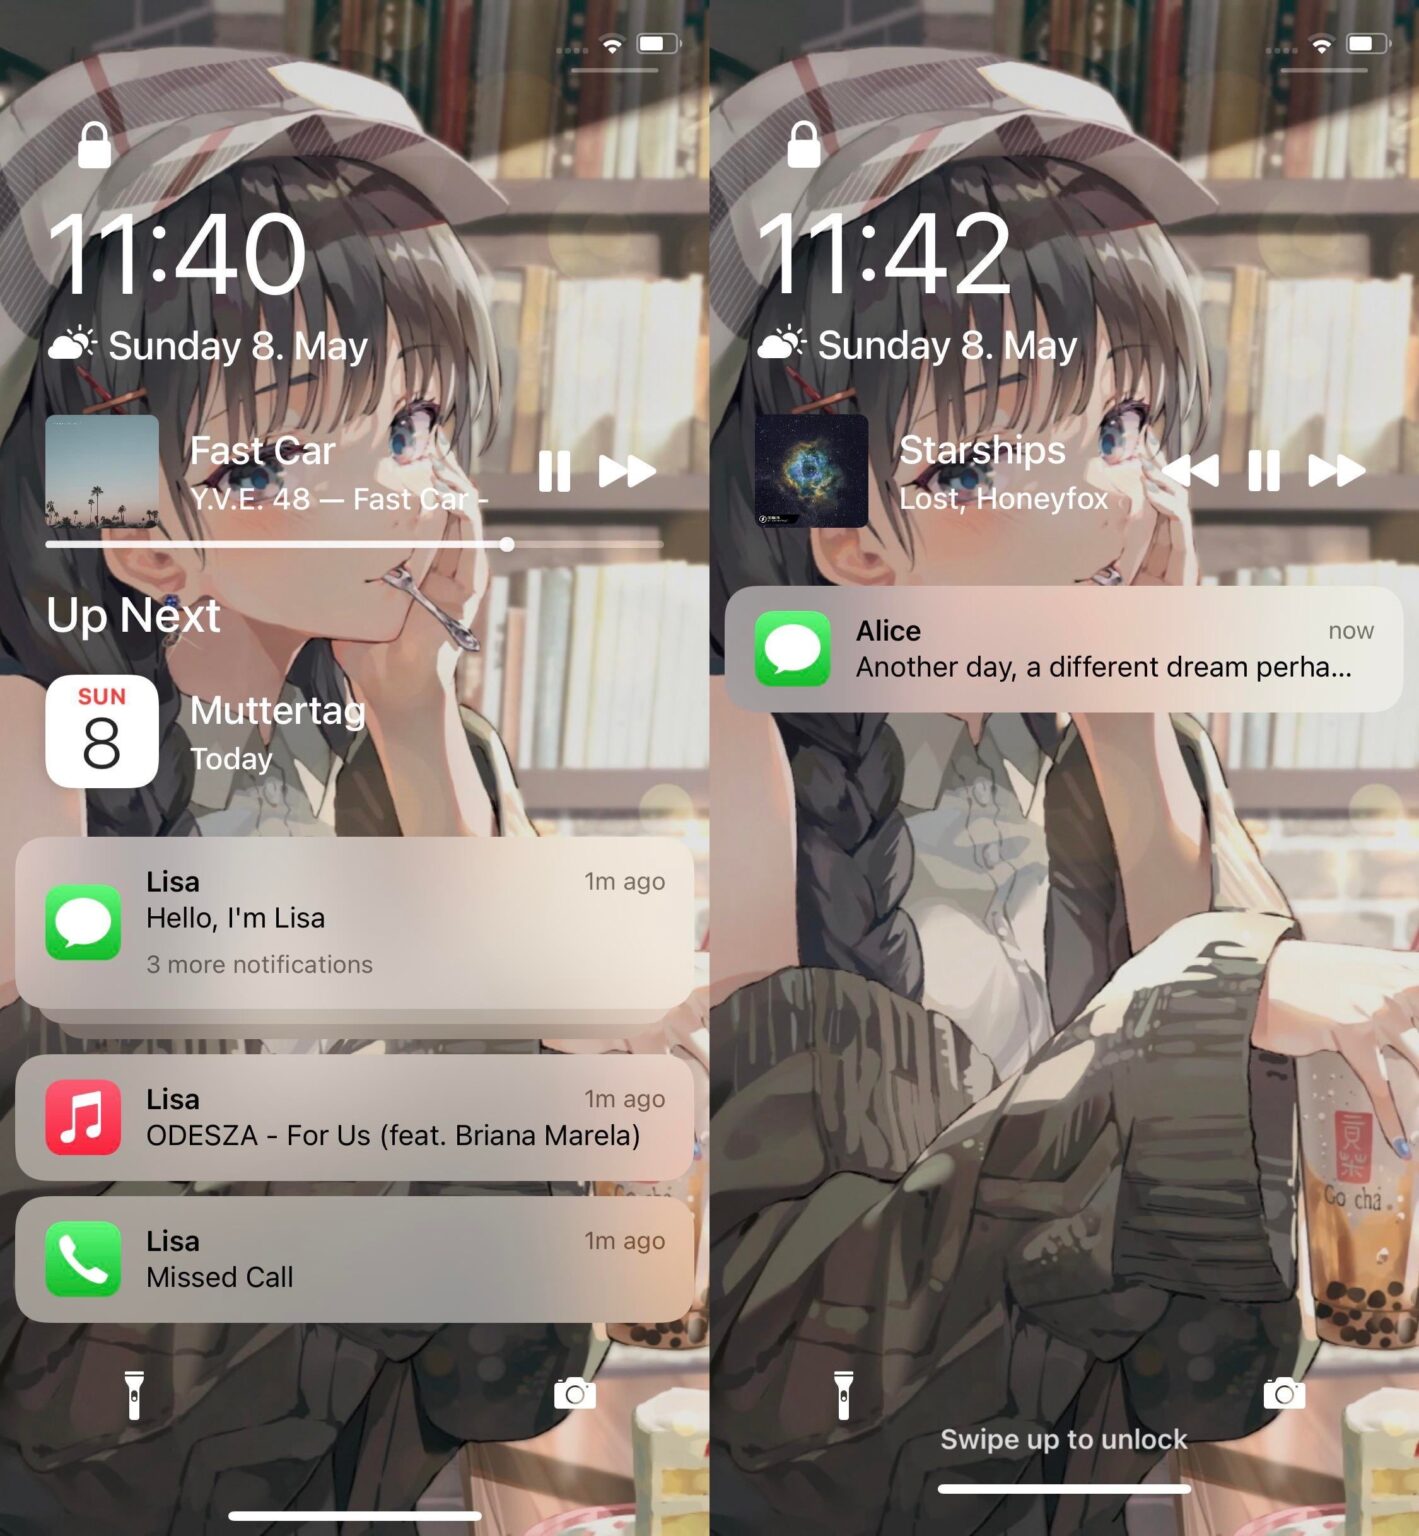 11:40
Sunday 8. May
Fast Car
Y.V.E. 48 — Fast Car -
Up Next
SUN
8
Muttertag
Today
Lisa
1m ago
Hello, I'm Lisa
3 more notifications
Lisa
1m ago
ODESZA - For Us (feat. Briana Marela)
Lisa
1m ago
Missed Call
11:42
Sunday 8. May
Starships
Lost, Honeyfox
Alice
now
Another day, a different dream perha...
Go chá
Swipe up to unlock